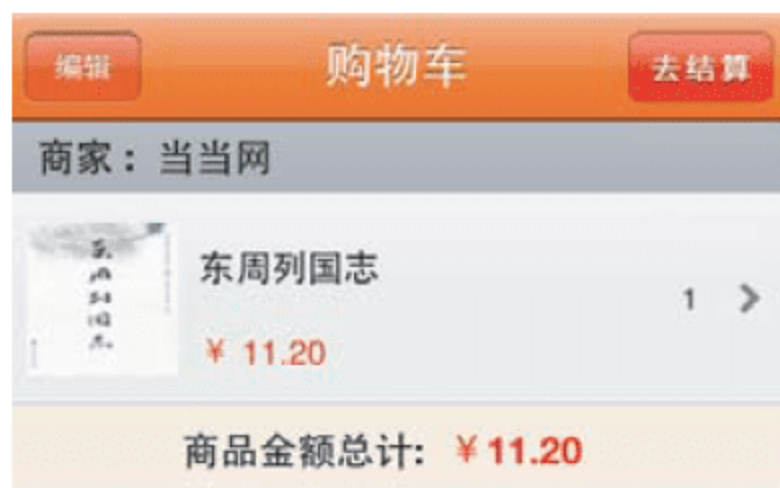 编辑 购物车 去结算
商家：当当网
东周列国志
1
¥ 11.20
商品金额总计: ¥11.20